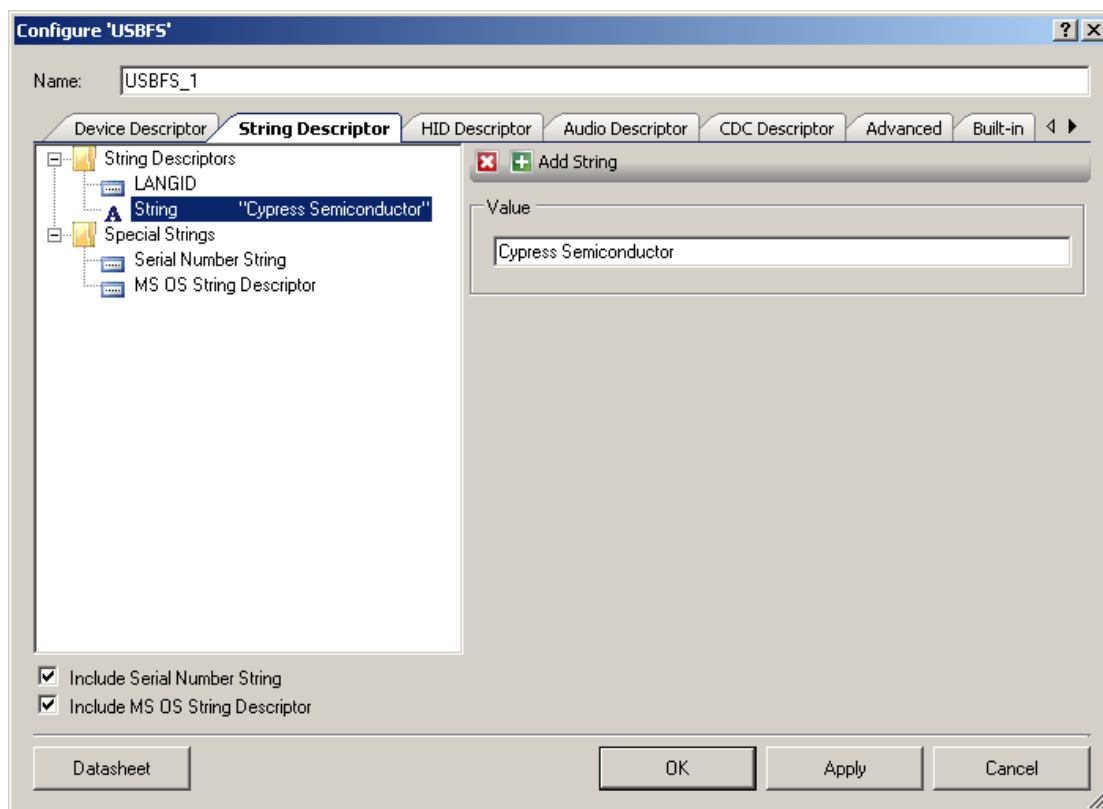 Configure 'USBFS'
Name: USBFS_1
Device Descriptor String Descriptor HID Descriptor Audio Descriptor CDC Descriptor Advanced Built-in
String Descriptors
LANGID
String "Cypress Semiconductor"
Special Strings
Serial Number String
MS OS String Descriptor
Add String
Value
Cypress Semiconductor
Include Serial Number String
Include MS OS String Descriptor
Datasheet OK Apply Cancel